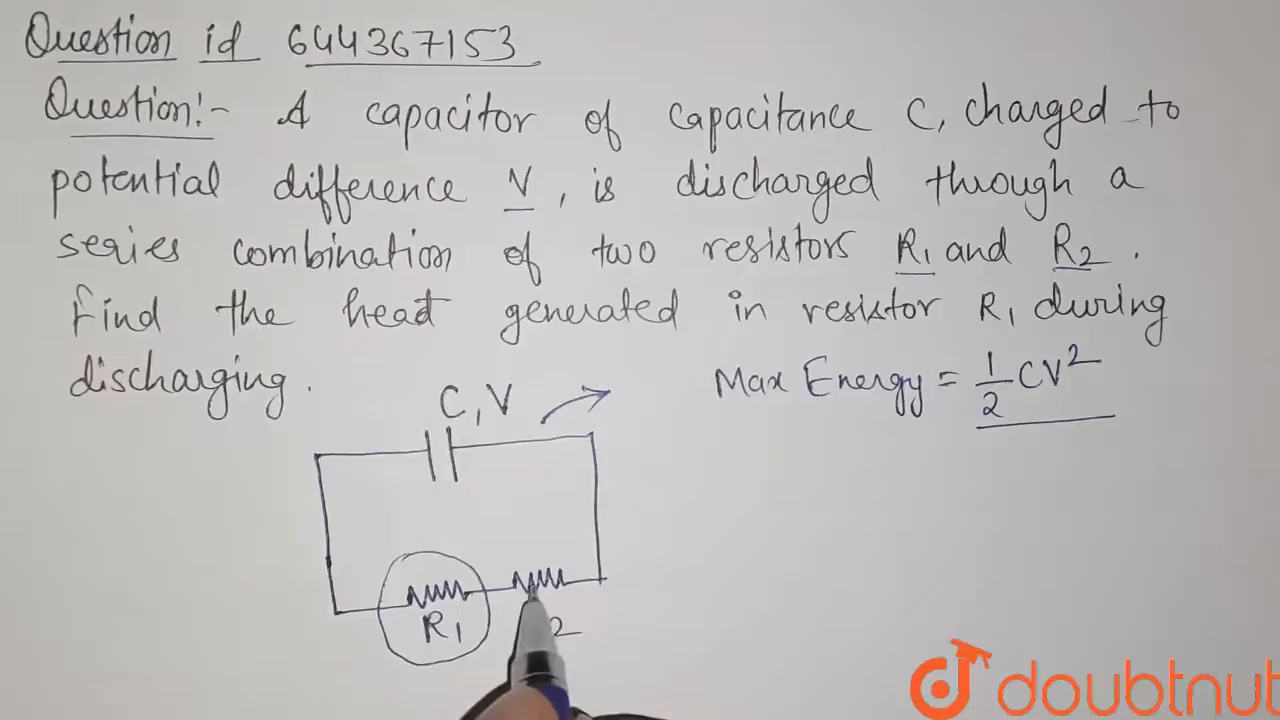 Question id 644367153
Question:- A capacitor of capacitance C, charged to
potential difference V, is discharged through a
series combination of two resistors R1 and R2.
Find the heat generated in resistor R1 during
discharging.
Max Energy = 1/2 CV²
C, V
R1
2
doubtnut